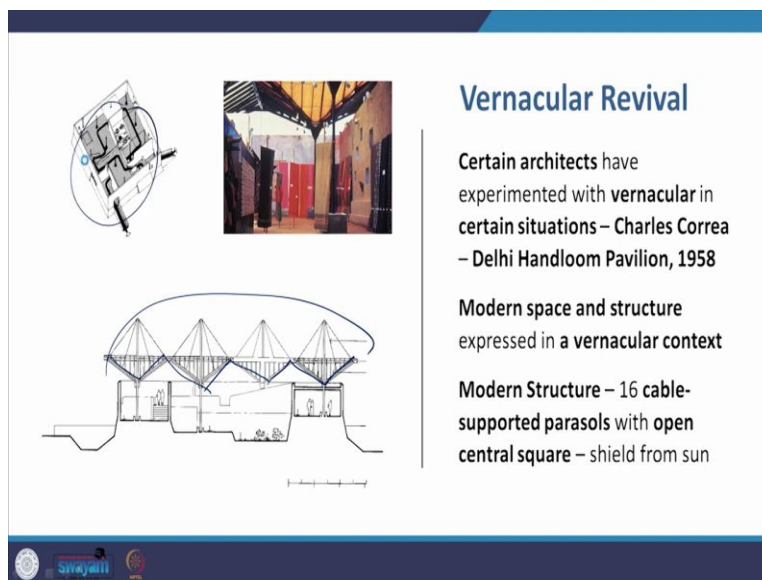 Vernacular Revival
Certain architects have
experimented with vernacular in
certain situations – Charles Correa
– Delhi Handloom Pavilion, 1958
Modern space and structure
expressed in a vernacular context
Modern Structure – 16 cable-
supported parasols with open
central square – shield from sun
swayam